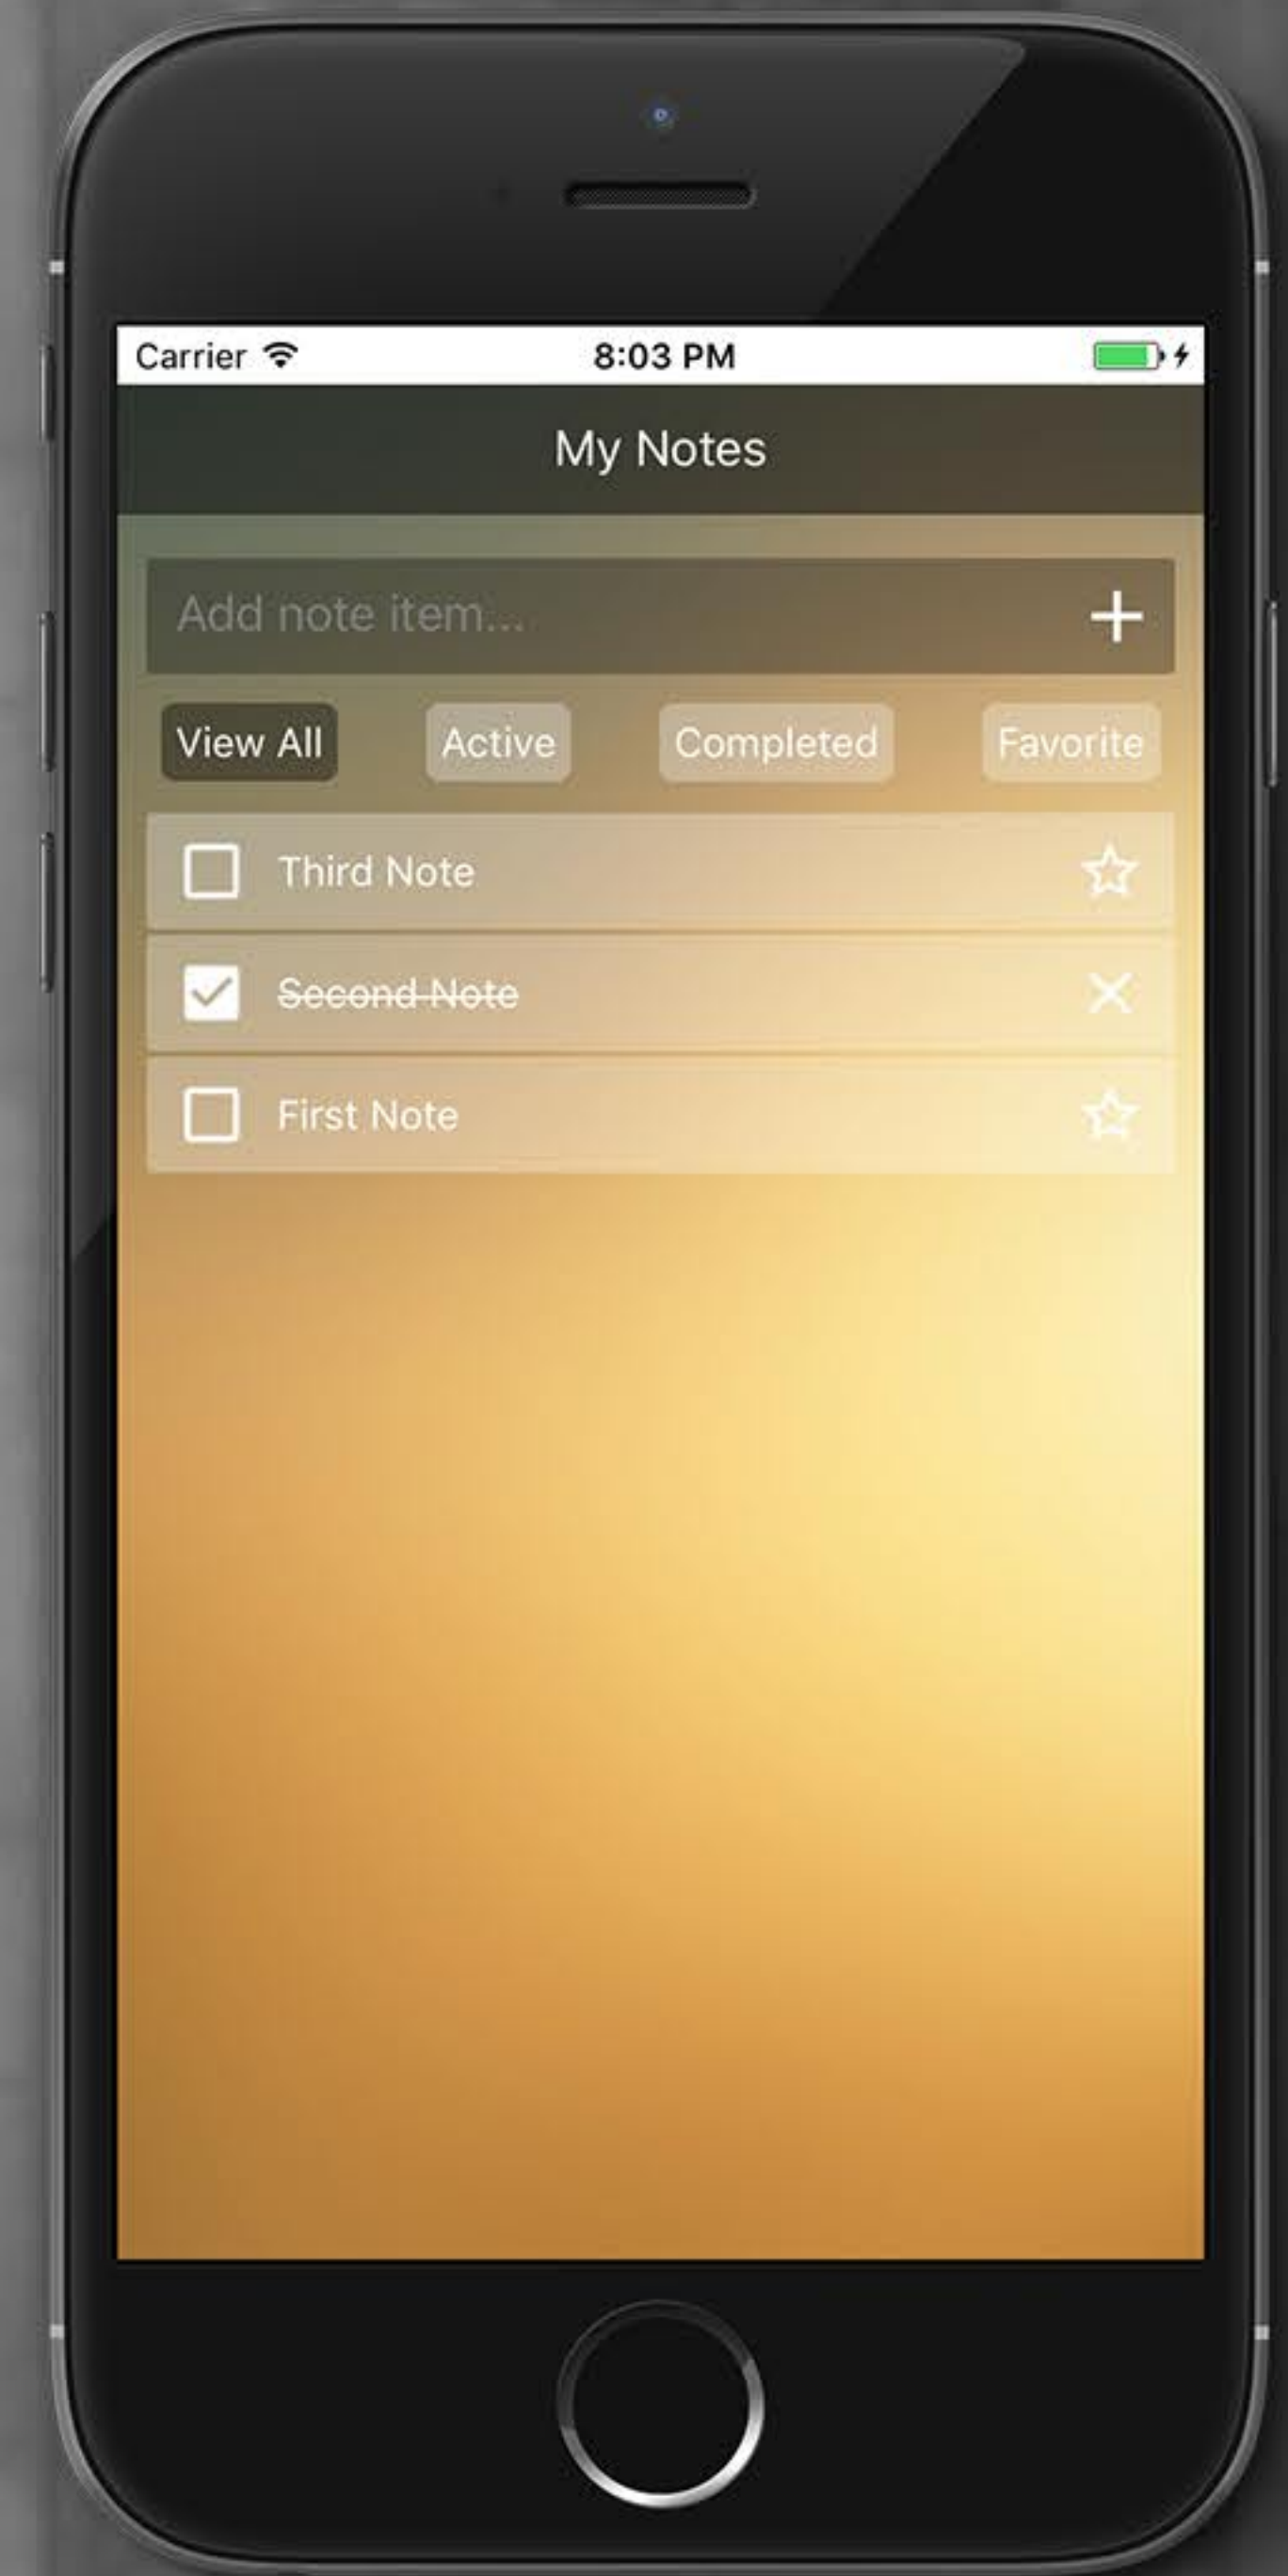 Carrier 8:03 PM
My Notes
Add note item...
View All Active Completed Favorite
Third Note
Second Note
First Note